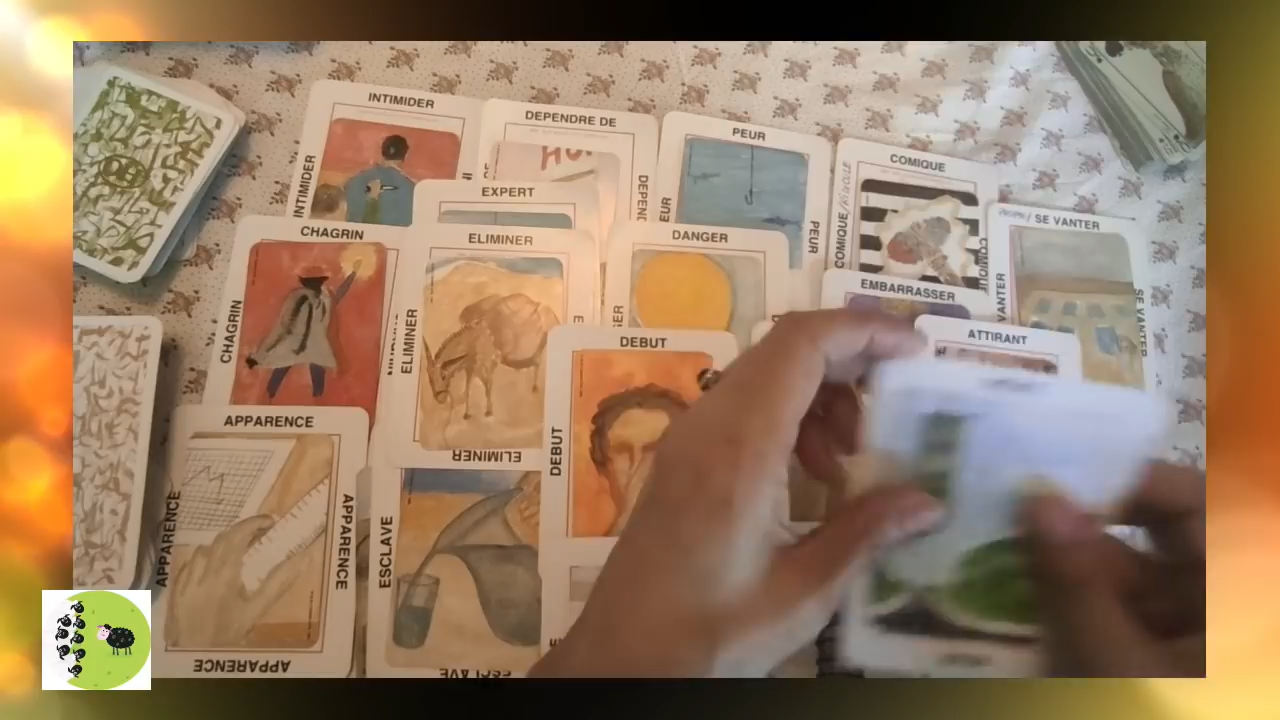 INTIMIDER
INTIMIDER
DEPENDRE DE
PEUR
PEUR
COMIQUE
COMIQUE
/ SE VANTER
SE VANTER
EXPERT
CHAGRIN
CHAGRIN
ELIMINER
ELIMINER
ELIMINER
DANGER
EMBARRASSER
ATTIRANT
DEBUT
DEBUT
APPARENCE
APPARENCE
APPARENCE
APPARENCE
ESCLAVE
ESCLAVE